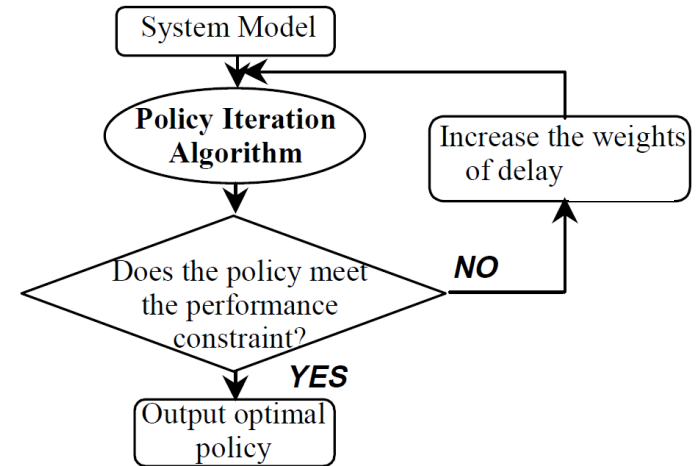 System Model
Policy Iteration
Algorithm
Increase the weights
of delay
Does the policy meet
the performance
constraint?
NO
YES
Output optimal
policy